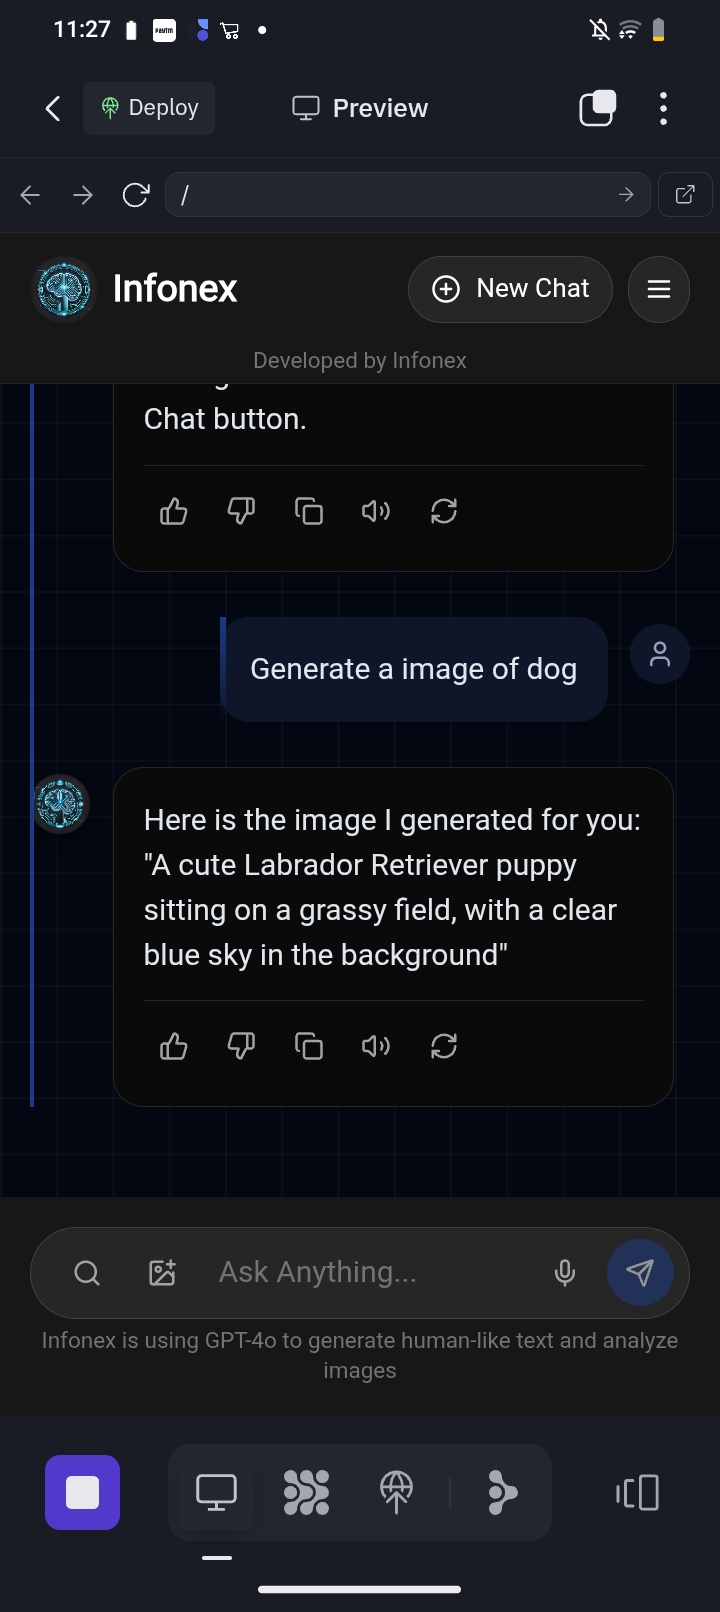 11:27
paytm
Deploy
Preview
/
Infonex
New Chat
Developed by Infonex
Chat button.
Generate a image of dog
Here is the image I generated for you:
"A cute Labrador Retriever puppy
sitting on a grassy field, with a clear
blue sky in the background"
Ask Anything...
Infonex is using GPT-4o to generate human-like text and analyze
images